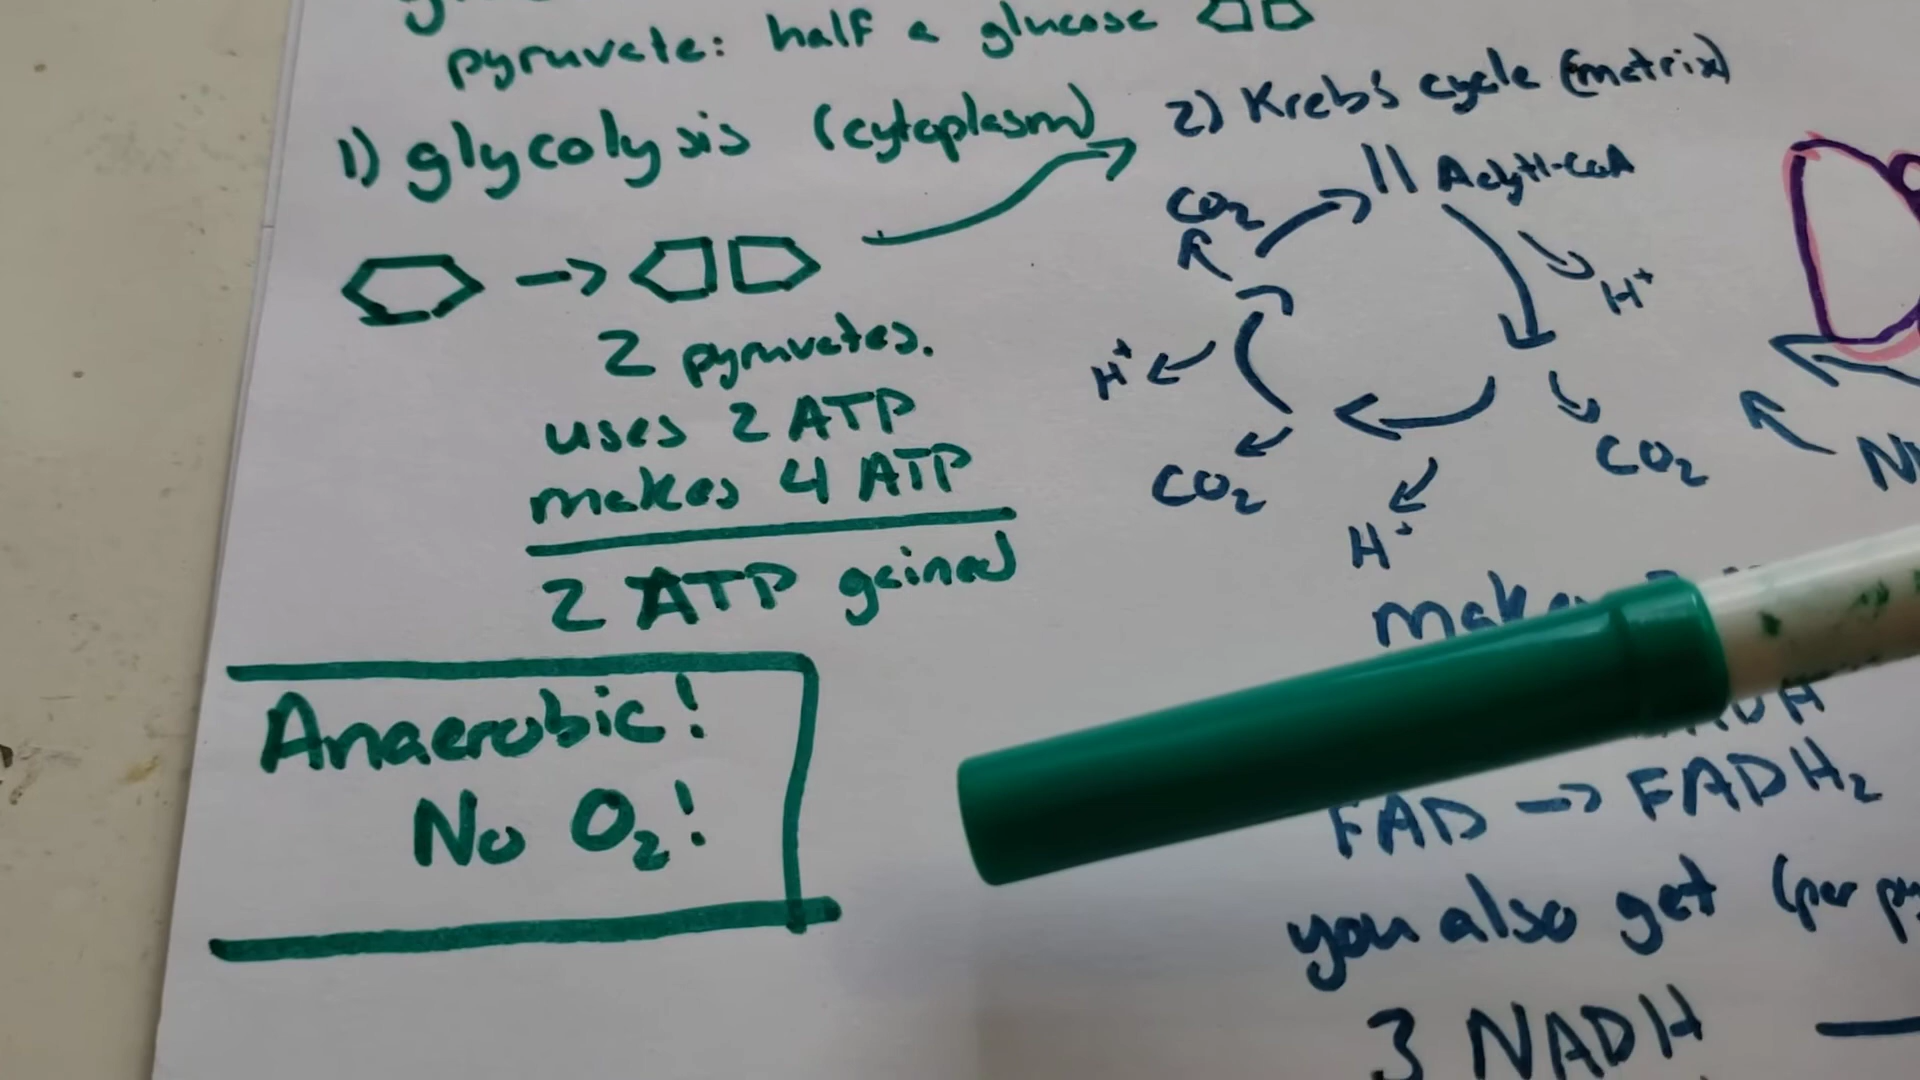 pyruvate: half a glucose
1) glycolysis (cytoplasm)
2 pyruvates.
uses 2 ATP
makes 4 ATP
2 ATP gained
Anaerobic!
No O2!
2) Kreb's cycle (matrix)
Acetyl-CoA
CO2
H+
H+
CO2
CO2
H+
FAD → FADH2
you also get (per
3 NADH